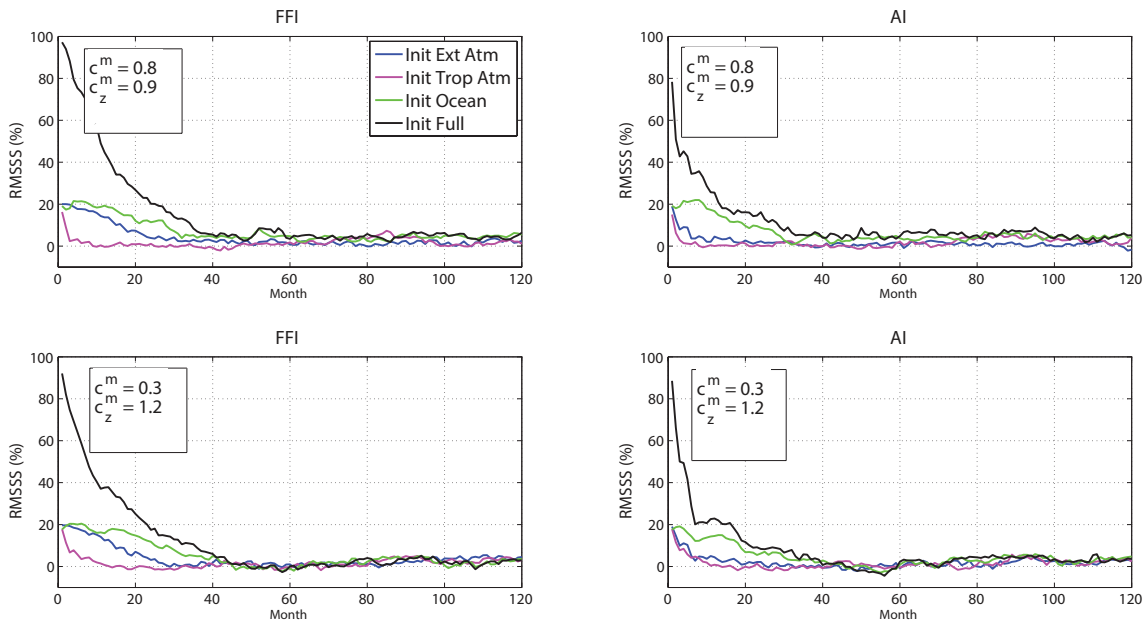 FFI
RMSSS (%)
100
80
60
40
20
0
c^m = 0.8
c_z^m = 0.9
Init Ext Atm
Init Trop Atm
Init Ocean
Init Full
0 20 40 60 80 100 120
Month
AI
RMSSS (%)
100
80
60
40
20
0
c^m = 0.8
c_z^m = 0.9
0 20 40 60 80 100 120
Month
FFI
RMSSS (%)
100
80
60
40
20
0
c^m = 0.3
c_z^m = 1.2
0 20 40 60 80 100 120
Month
AI
RMSSS (%)
100
80
60
40
20
0
c^m = 0.3
c_z^m = 1.2
0 20 40 60 80 100 120
Month